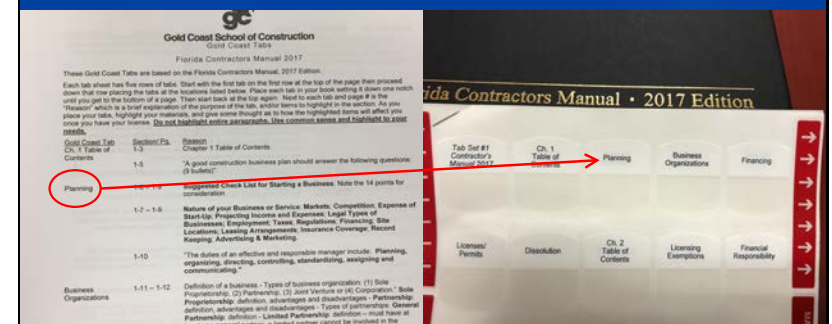 gc
Gold Coast School of Construction
Gold Coast Tabs
Florida Contractors Manual 2017
These Gold Coast Tabs are based on the Florida Contractors Manual, 2017 Edition.
Each tab sheet has five rows of tabs. Start with the first tab on the first row at the top of the page then proceed
down that row placing the tabs at the locations listed below. Place each tab in your book setting it down one notch
until you get to the bottom of a page. Then start back at the top again. Next to each tab and page # is the
"Reason" which is a brief explanation of the purpose of the tab, and/or items to highlight in the section. As you
place your tabs, highlight your materials, and give some thought as to how the highlighted items will affect you
once you have your license. Do not highlight entire paragraphs. Use common sense and highlight to your
needs.
Gold Coast Tab Section/ Pg. Reason
Ch. 1 Table of Contents 1-3 Chapter 1 Table of Contents
1-5 "A good construction business plan should answer the following questions
(9 bullets)"
Planning Suggested Check List for Starting a Business: Note the 14 points for
consideration
1-7 – 1-9 Nature of your Business or Service: Markets; Competition; Expense of
Start-Up; Projecting Income and Expenses; Legal Types of
Businesses; Employment; Taxes; Regulations; Financing; Site
Locations; Leasing Arrangements; Insurance Coverage; Record
Keeping; Advertising & Marketing.
1-10 "The duties of an effective and responsible manager include: Planning,
organizing, directing, controlling, standardizing, assigning and
communicating."
Business Organizations 1-11 – 1-12 Definition of a business - Types of business organization: (1) Sole
Proprietorship, (2) Partnership, (3) Joint Venture or (4) Corporation." Sole
Proprietorship: definition, advantages and disadvantages - Partnership:
definition, advantages and disadvantages - Types of partnerships: General
Partnership: definition - Limited Partnership: definition – must have at
a limited partner cannot be involved in the
ida Contractors Manual • 2017 Edition
Tab Set #1 Contractor's Manual 2017
Ch. 1 Table of Contents
Planning
Business Organizations
Financing
Licenses/ Permits
Dissolution
Ch. 2 Table of Contents
Licensing Exemptions
Financial Responsibility